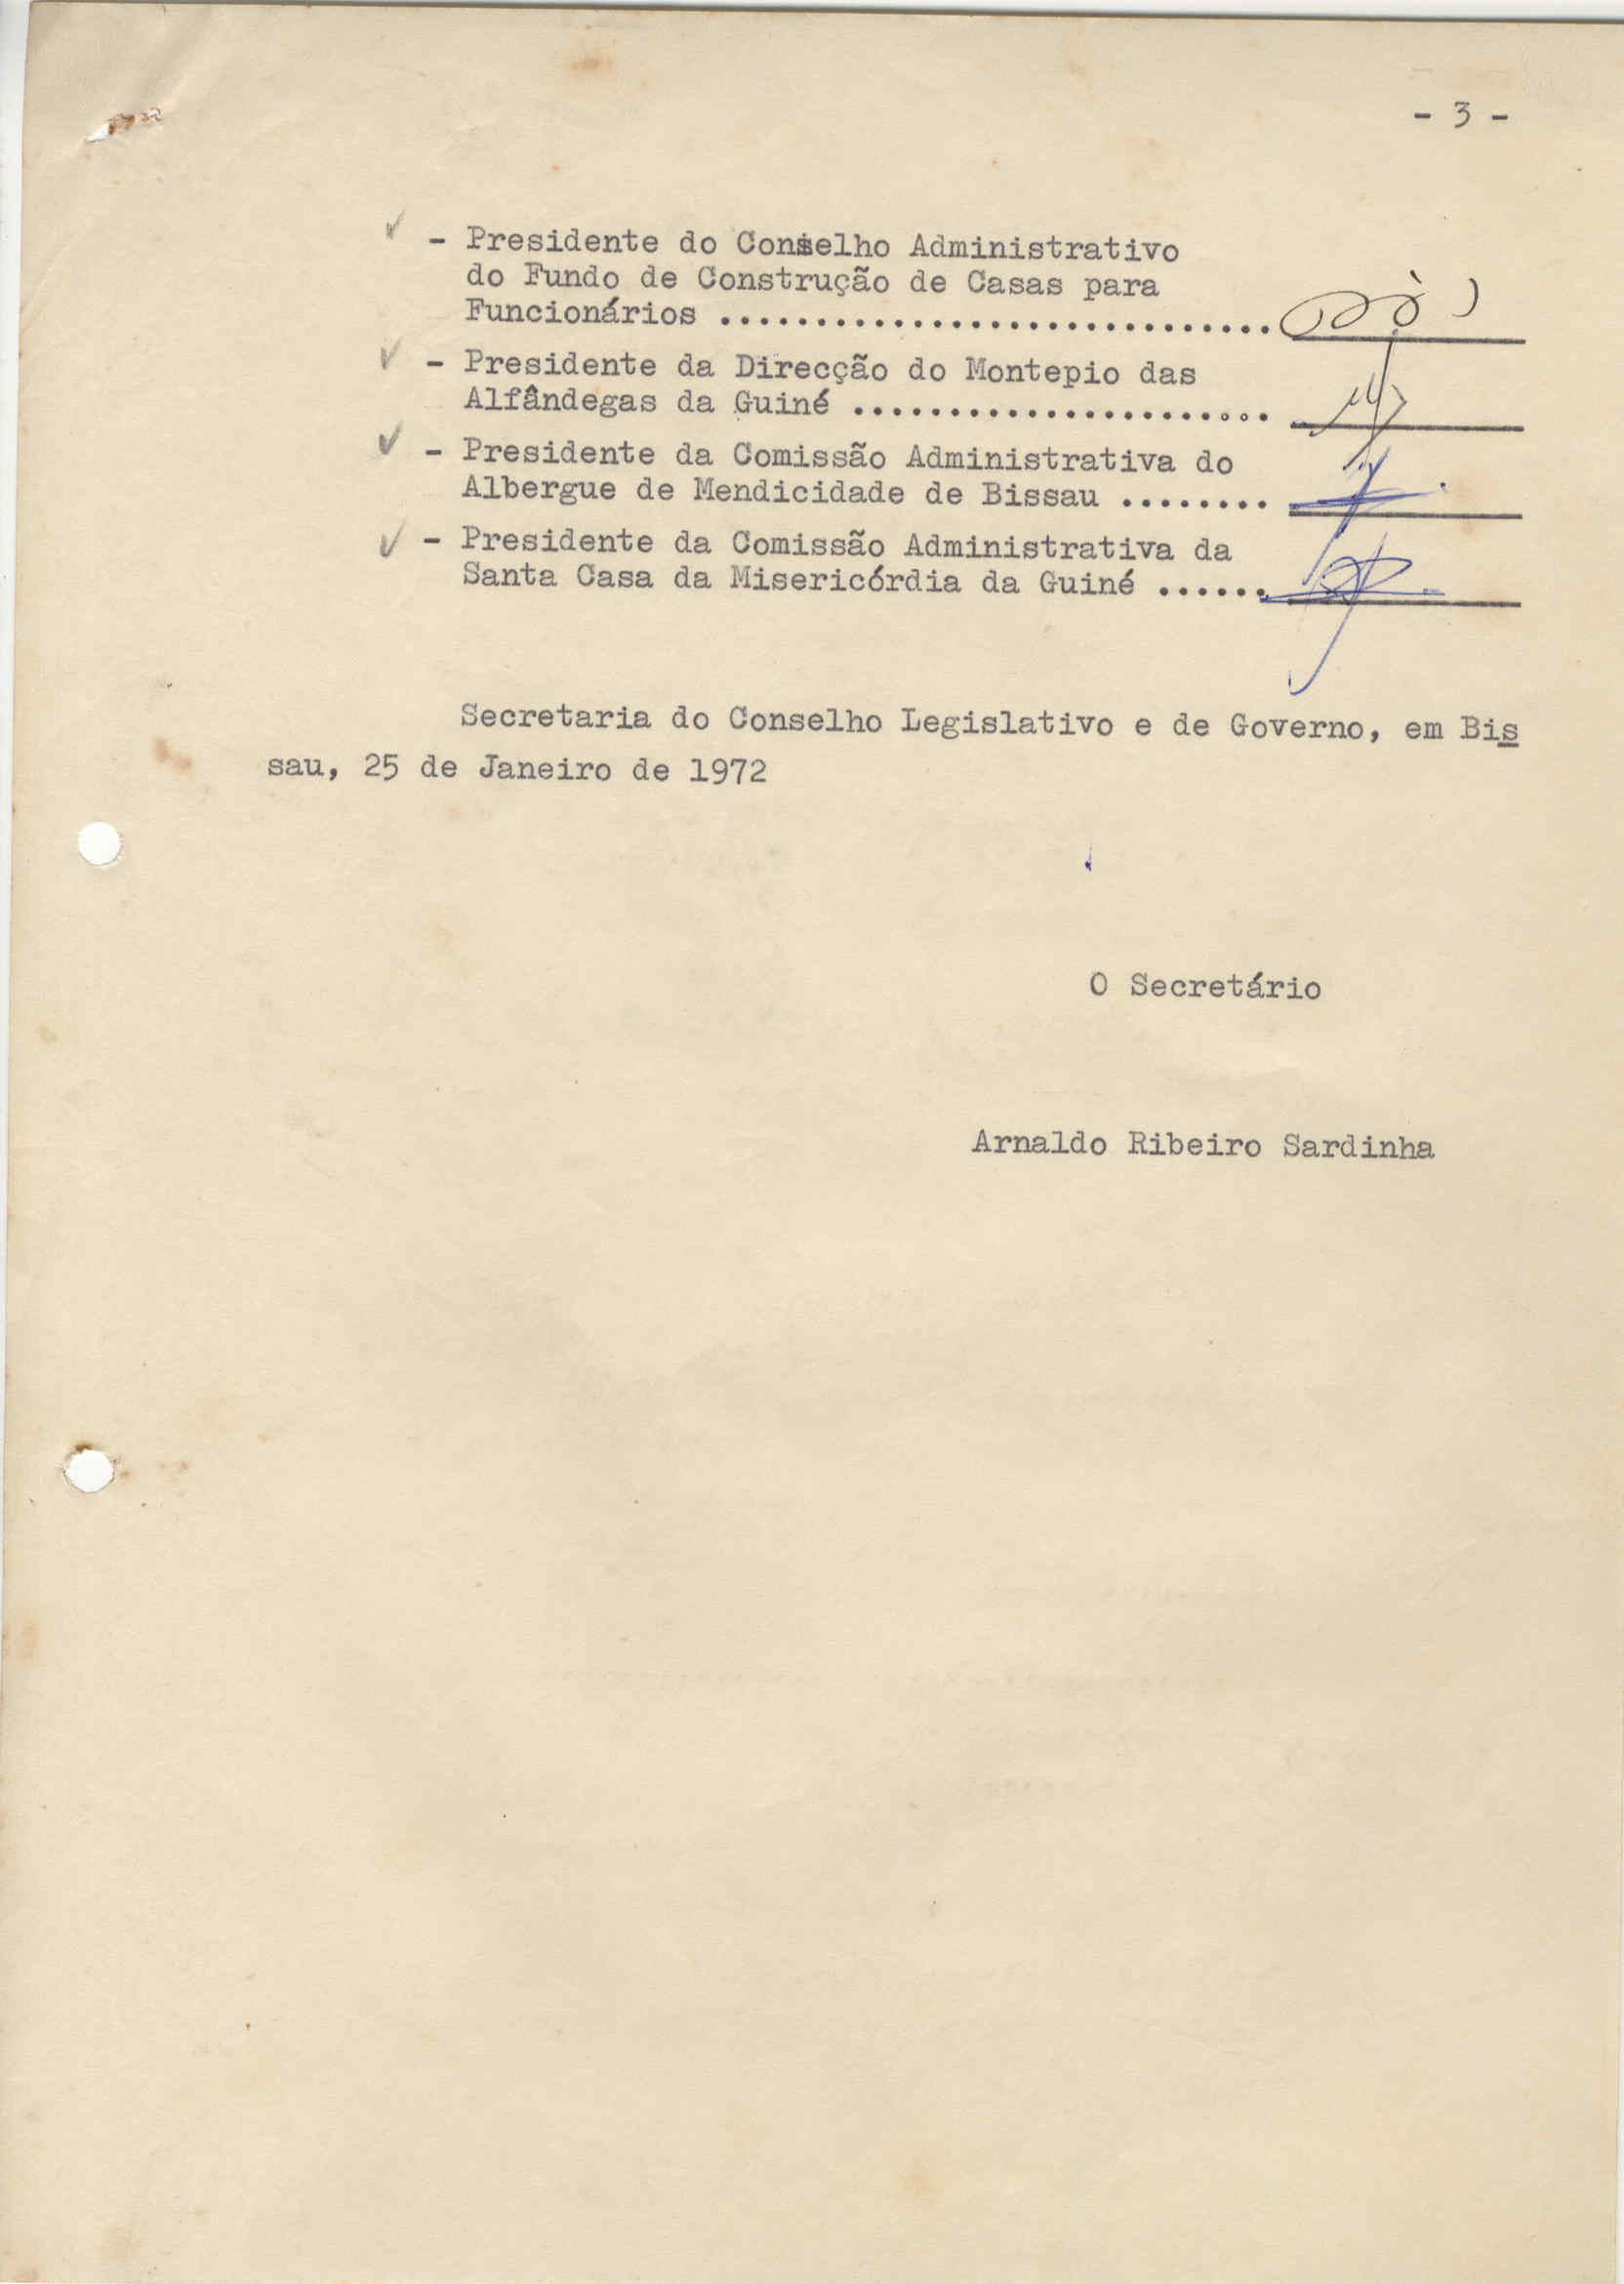 - 3 -
- Presidente do Conselho Administrativo
do Fundo de Construção de Casas para
Funcionários .............................
- Presidente da Direcção do Montepio das
Alfândegas da Guiné ......................
- Presidente da Comissão Administrativa do
Albergue de Mendicidade de Bissau ........
- Presidente da Comissão Administrativa da
Santa Casa da Misericórdia da Guiné ......
Secretaria do Conselho Legislativo e de Governo, em Bis
sau, 25 de Janeiro de 1972
O Secretário
Arnaldo Ribeiro Sardinha